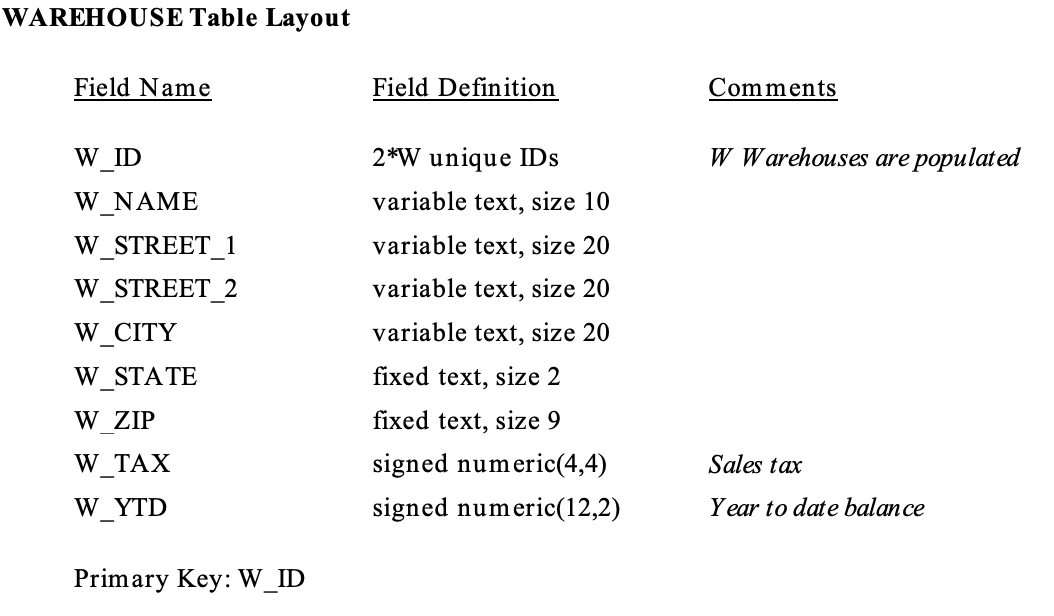 WAREHOUSE Table Layout
Field Name Field Definition Comments
W_ID 2*W unique IDs W Warehouses are populated
W_NAME variable text, size 10
W_STREET_1 variable text, size 20
W_STREET_2 variable text, size 20
W_CITY variable text, size 20
W_STATE fixed text, size 2
W_ZIP fixed text, size 9
W_TAX signed numeric(4,4) Sales tax
W_YTD signed numeric(12,2) Year to date balance
Primary Key: W_ID